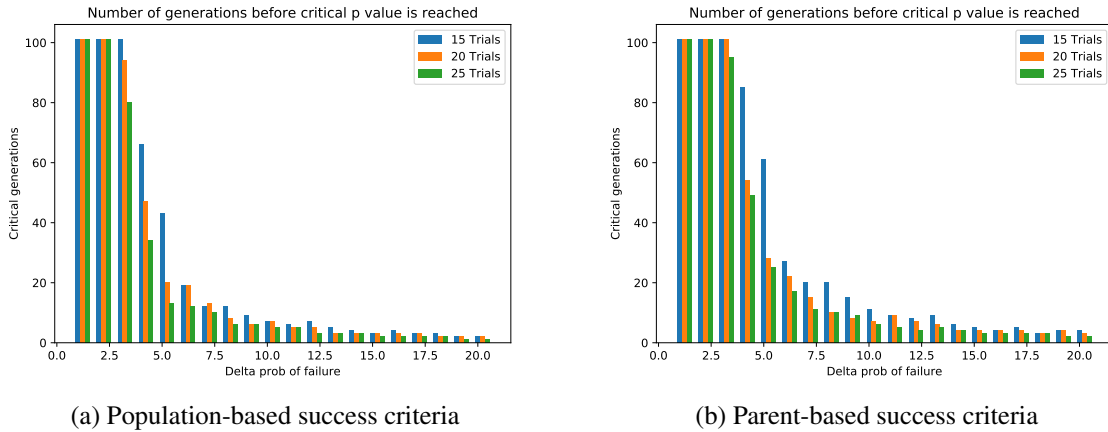 Number of generations before critical p value is reached
100
80
60
40
20
0
Critical generations
15 Trials
20 Trials
25 Trials
0.0 2.5 5.0 7.5 10.0 12.5 15.0 17.5 20.0
Delta prob of failure
(a) Population-based success criteria
Number of generations before critical p value is reached
100
80
60
40
20
0
Critical generations
15 Trials
20 Trials
25 Trials
0.0 2.5 5.0 7.5 10.0 12.5 15.0 17.5 20.0
Delta prob of failure
(b) Parent-based success criteria